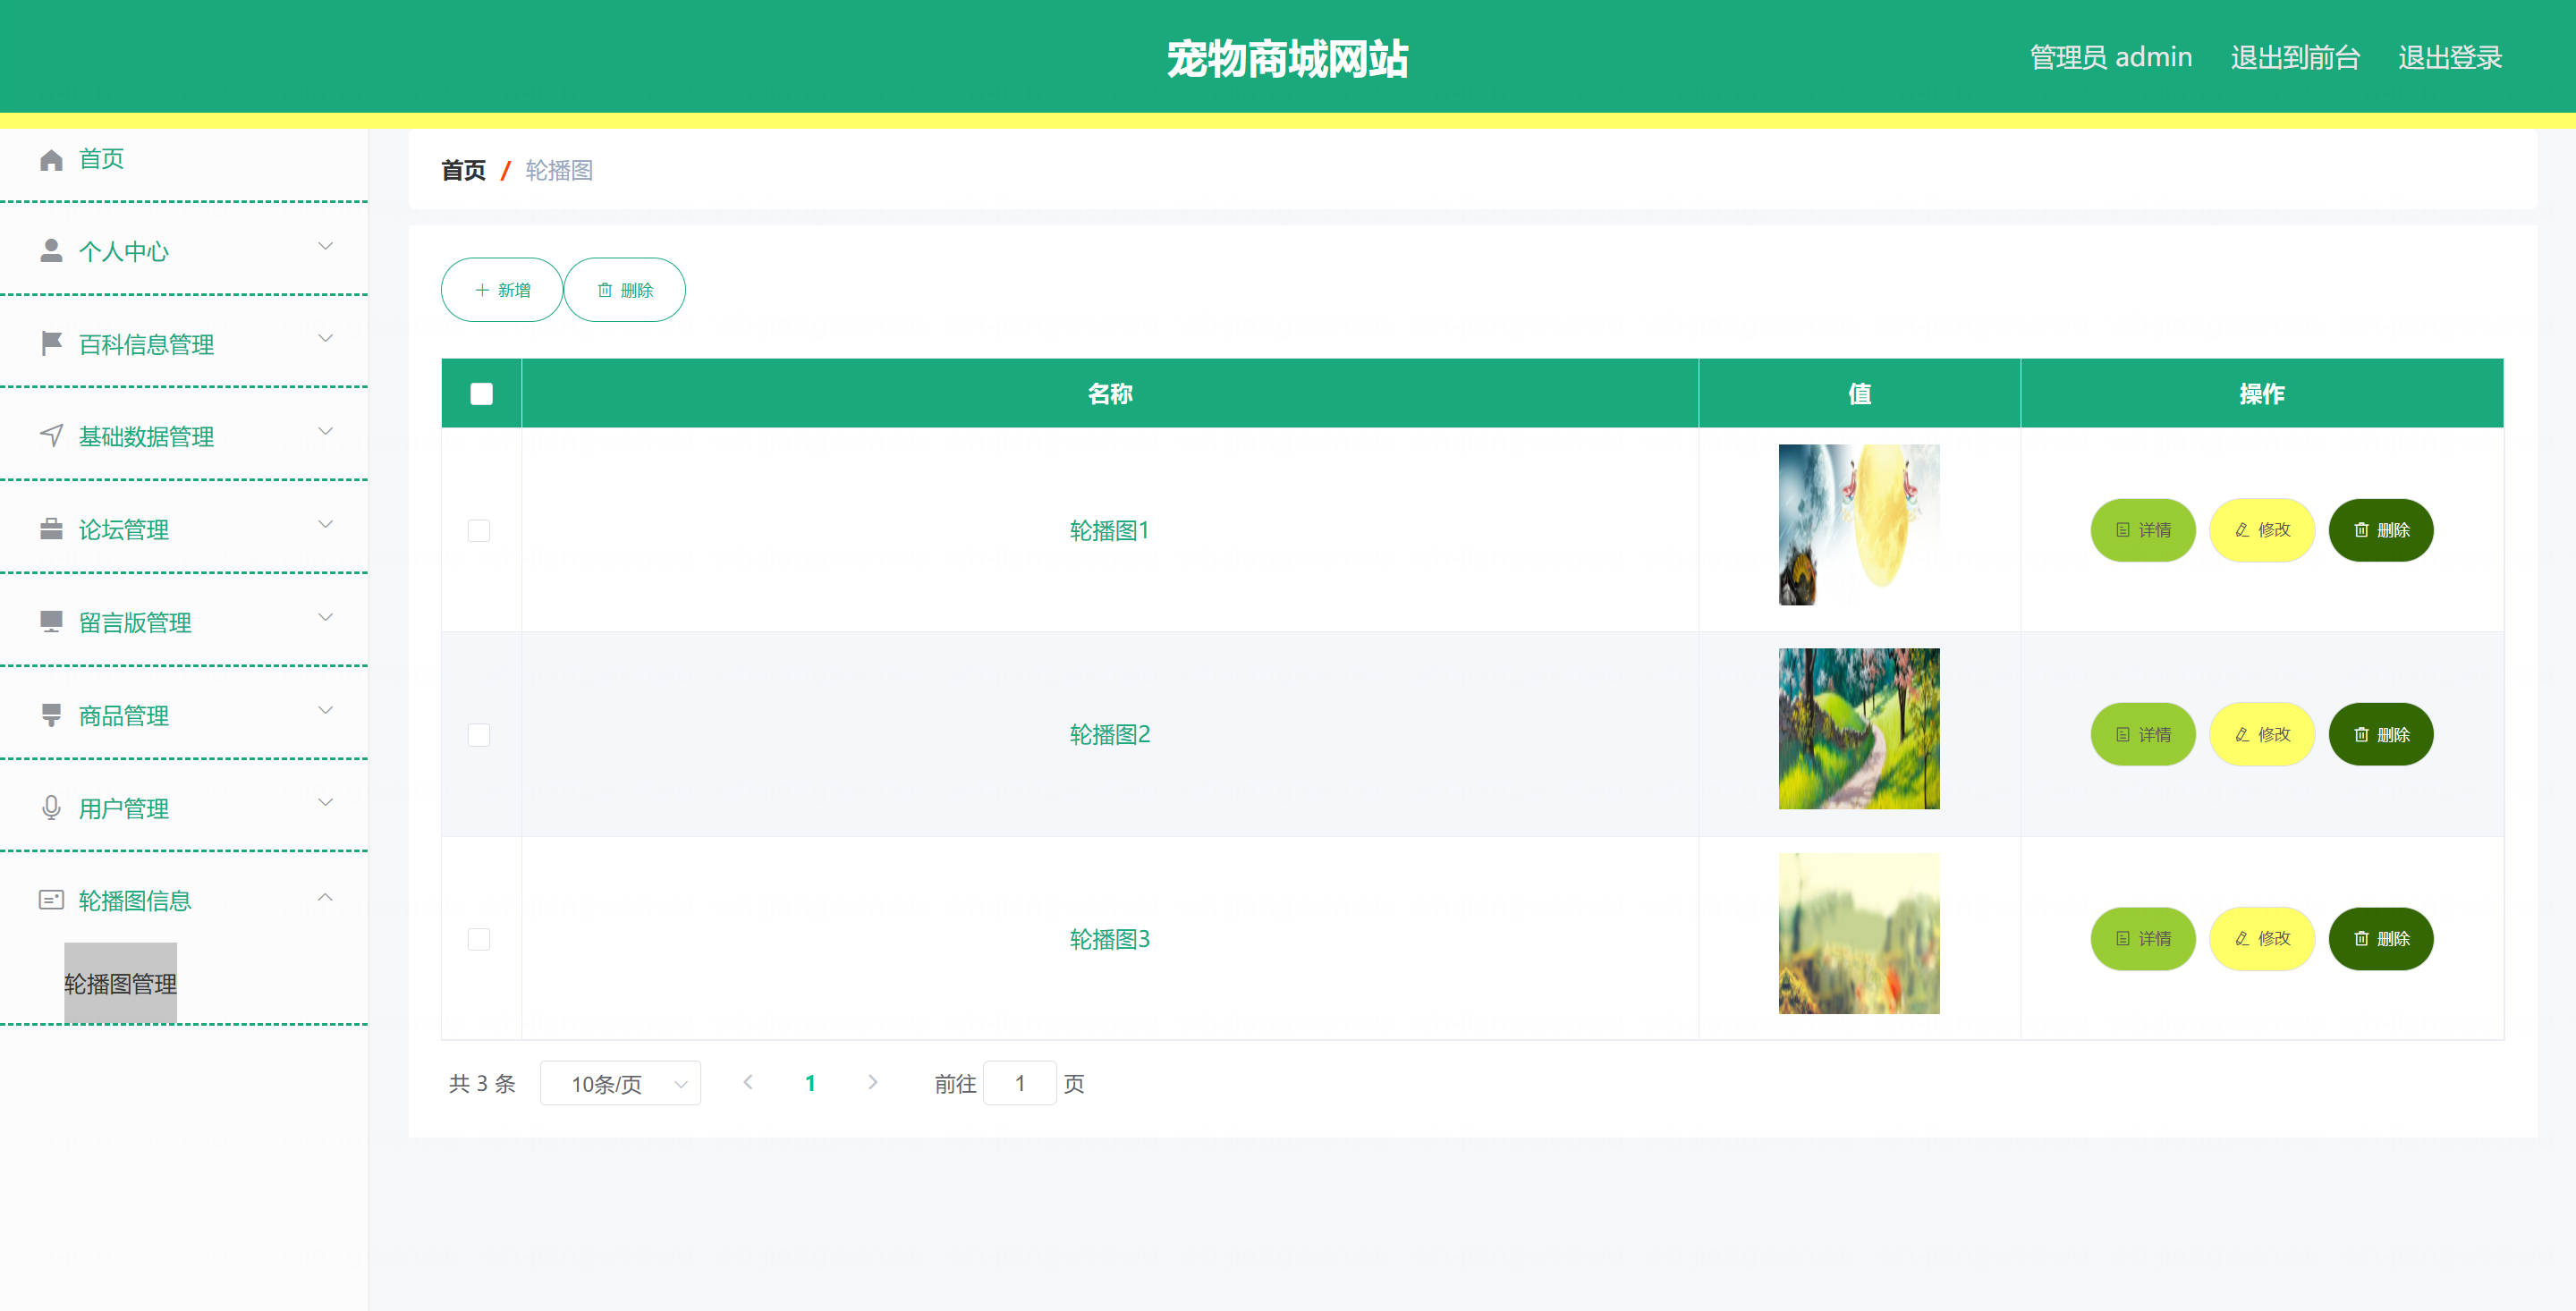 宠物商城网站
管理员 admin 退出到前台 退出登录
首页
个人中心
百科信息管理
基础数据管理
论坛管理
留言版管理
商品管理
用户管理
轮播图信息
轮播图管理
首页 / 轮播图
新增 删除
名称 值 操作
轮播图1 详情 修改 删除
轮播图2 详情 修改 删除
轮播图3 详情 修改 删除
共 3 条 10条/页 1 前往 1 页